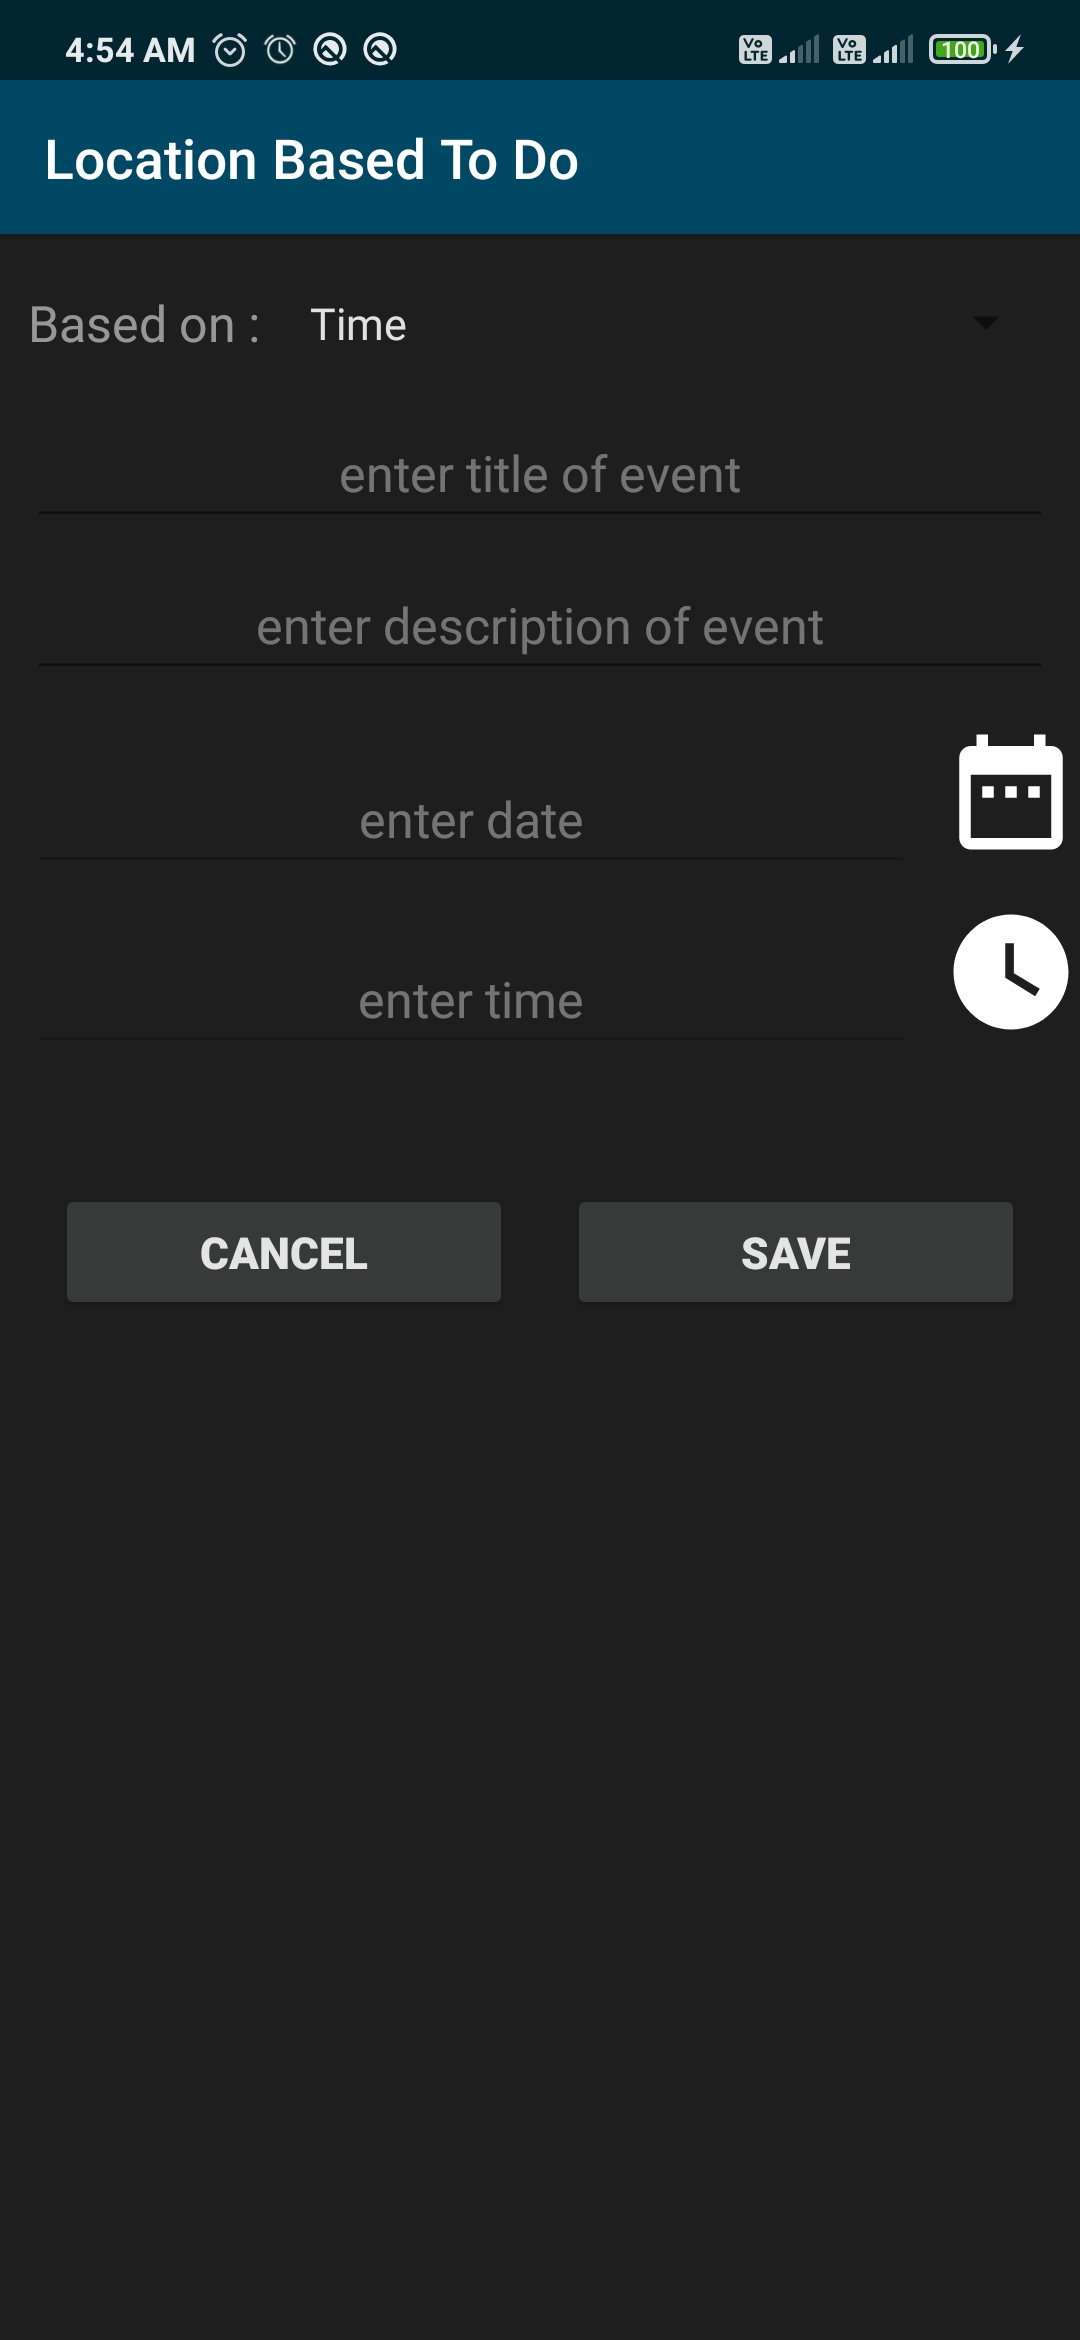 4:54 AM Vo LTE Vo LTE 100
Location Based To Do
Based on : Time
enter title of event
enter description of event
enter date
enter time
CANCEL SAVE